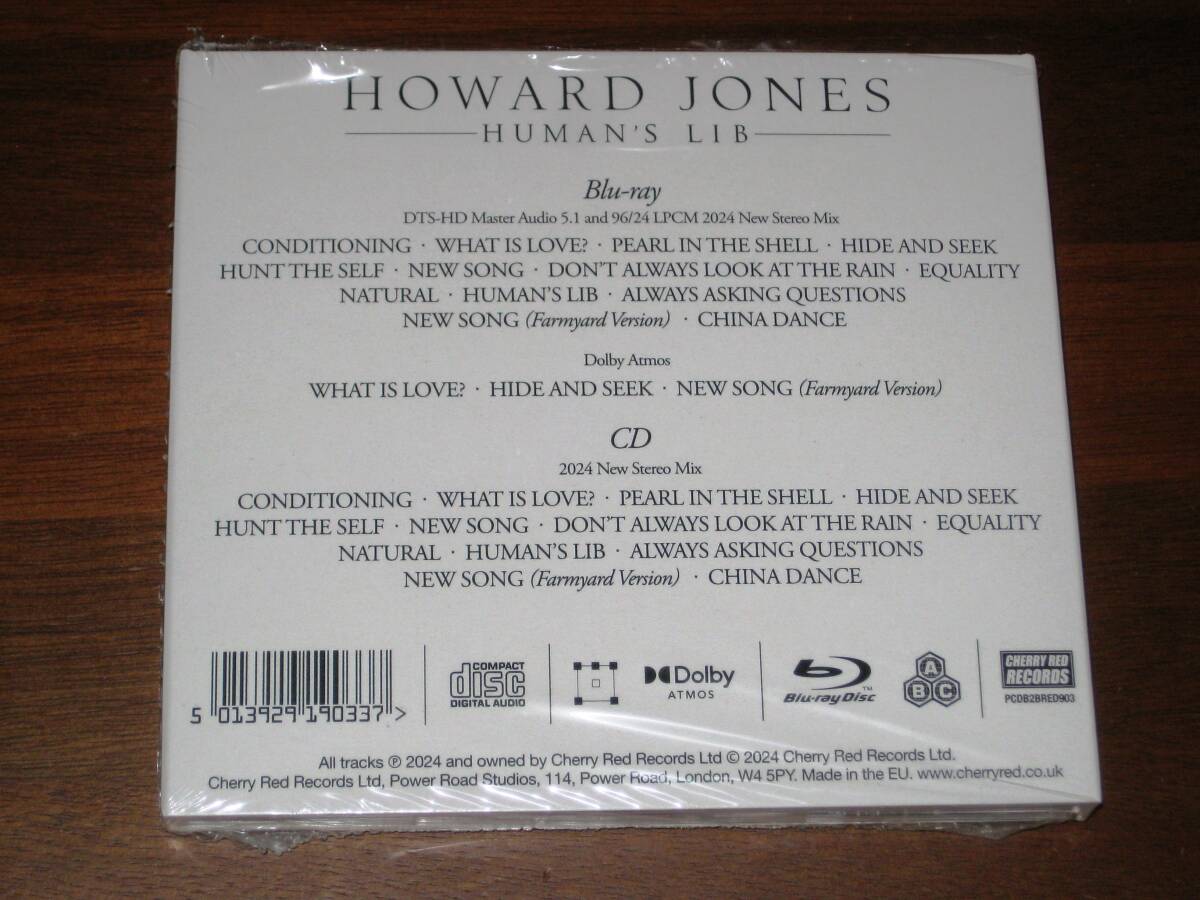 HOWARD JONES
HUMAN'S LIB
Blu-ray
DTS-HD Master Audio 5.1 and 96/24 LPCM 2024 New Stereo Mix
CONDITIONING · WHAT IS LOVE? · PEARL IN THE SHELL · HIDE AND SEEK
HUNT THE SELF · NEW SONG · DON'T ALWAYS LOOK AT THE RAIN · EQUALITY
NATURAL · HUMAN'S LIB · ALWAYS ASKING QUESTIONS
NEW SONG (Farmyard Version) · CHINA DANCE
Dolby Atmos
WHAT IS LOVE? · HIDE AND SEEK · NEW SONG (Farmyard Version)
CD
2024 New Stereo Mix
CONDITIONING · WHAT IS LOVE? · PEARL IN THE SHELL · HIDE AND SEEK
HUNT THE SELF · NEW SONG · DON'T ALWAYS LOOK AT THE RAIN · EQUALITY
NATURAL · HUMAN'S LIB · ALWAYS ASKING QUESTIONS
NEW SONG (Farmyard Version) · CHINA DANCE
5 013929 190337 >
COMPACT
disc
DIGITAL AUDIO
Dolby
ATMOS
Blu-ray Disc™
A
B C
CHERRY RED
RECORDS
PCDB2BRED903
All tracks ℗ 2024 and owned by Cherry Red Records Ltd © 2024 Cherry Red Records Ltd.
Cherry Red Records Ltd, Power Road Studios, 114, Power Road, London, W4 5PY. Made in the EU. www.cherryred.co.uk